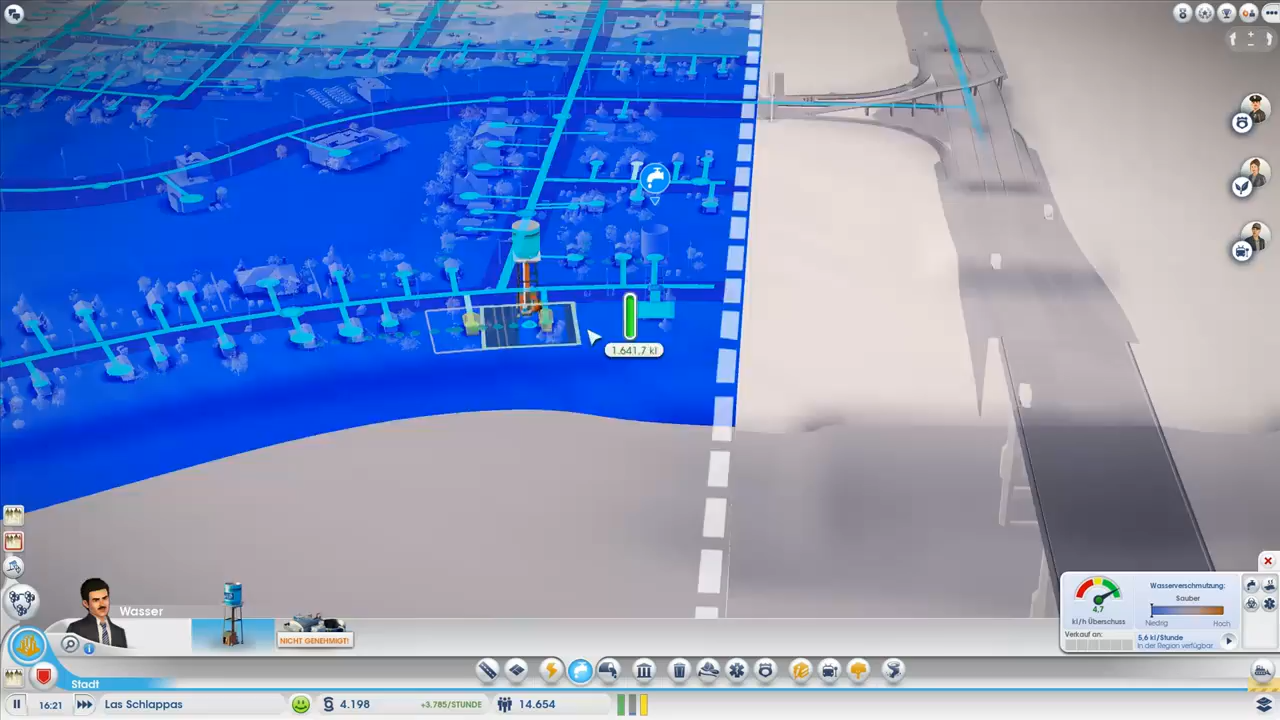 1.641,7 kl
Wasser
NICHT GENEHMIGT!
Stadt
16:21
Las Schlappas
4.198
+3.785/STUNDE
14.654
4,7
kl/h Überschuss
Verkauf an:
Wasserverschmutzung:
Sauber
Niedrig
Hoch
5,6 kl/Stunde
In der Region verfügbar